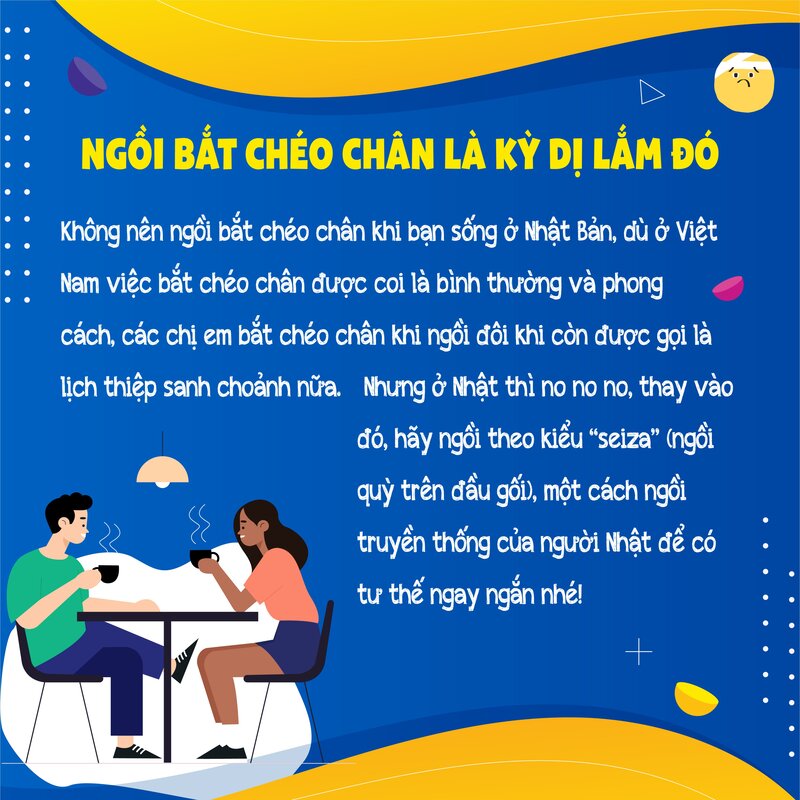 NGỒI BẮT CHÉO CHÂN LÀ KỲ DỊ LẮM ĐÓ
Không nên ngồi bắt chéo chân khi bạn sống ở Nhật Bản, dù ở Việt
Nam việc bắt chéo chân được coi là bình thường và phong
cách, các chị em bắt chéo chân khi ngồi đôi khi còn được gọi là
lịch thiệp sanh choảnh nữa. Nhưng ở Nhật thì no no no, thay vào
đó, hãy ngồi theo kiểu “seiza” (ngồi
quỳ trên đầu gối), một cách ngồi
truyền thống của người Nhật để có
tư thế ngay ngắn nhé!